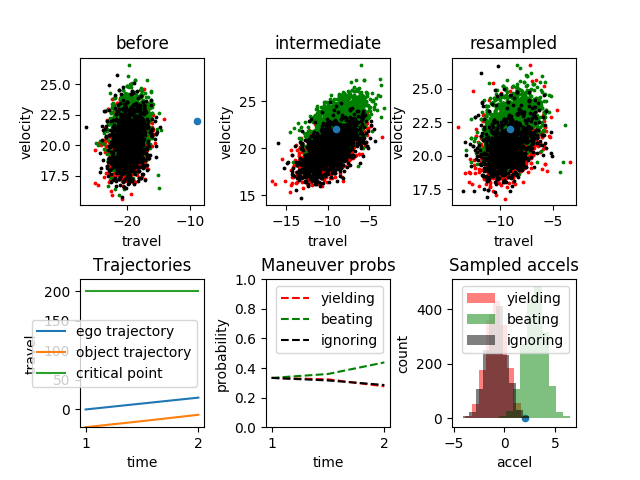 before intermediate resampled
velocity 25.0 22.5 20.0 17.5
−20 −10
travel
velocity 25 20 15
−15 −10 −5
travel
velocity 25.0 22.5 20.0 17.5
−10 −5
travel
Trajectories Maneuver probs Sampled accels
travel 200 150 100 50 0
ego trajectory
object trajectory
critical point
1 2
time
probability 1.0 0.8 0.6 0.4 0.2 0.0
yielding
beating
ignoring
1 2
time
count 400 200 0
yielding
beating
ignoring
−5 0 5
accel